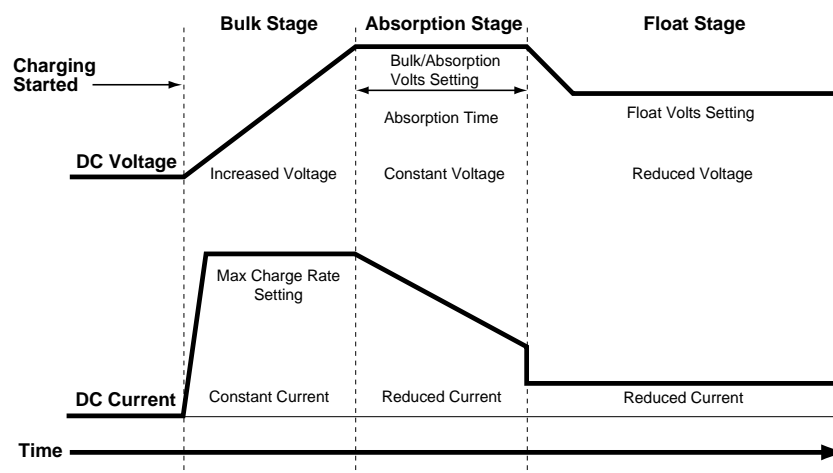 Bulk Stage
Absorption Stage
Float Stage
Charging
Started
Bulk/Absorption
Volts Setting
Absorption Time
Float Volts Setting
DC Voltage
Increased Voltage
Constant Voltage
Reduced Voltage
Max Charge Rate
Setting
DC Current
Constant Current
Reduced Current
Reduced Current
Time